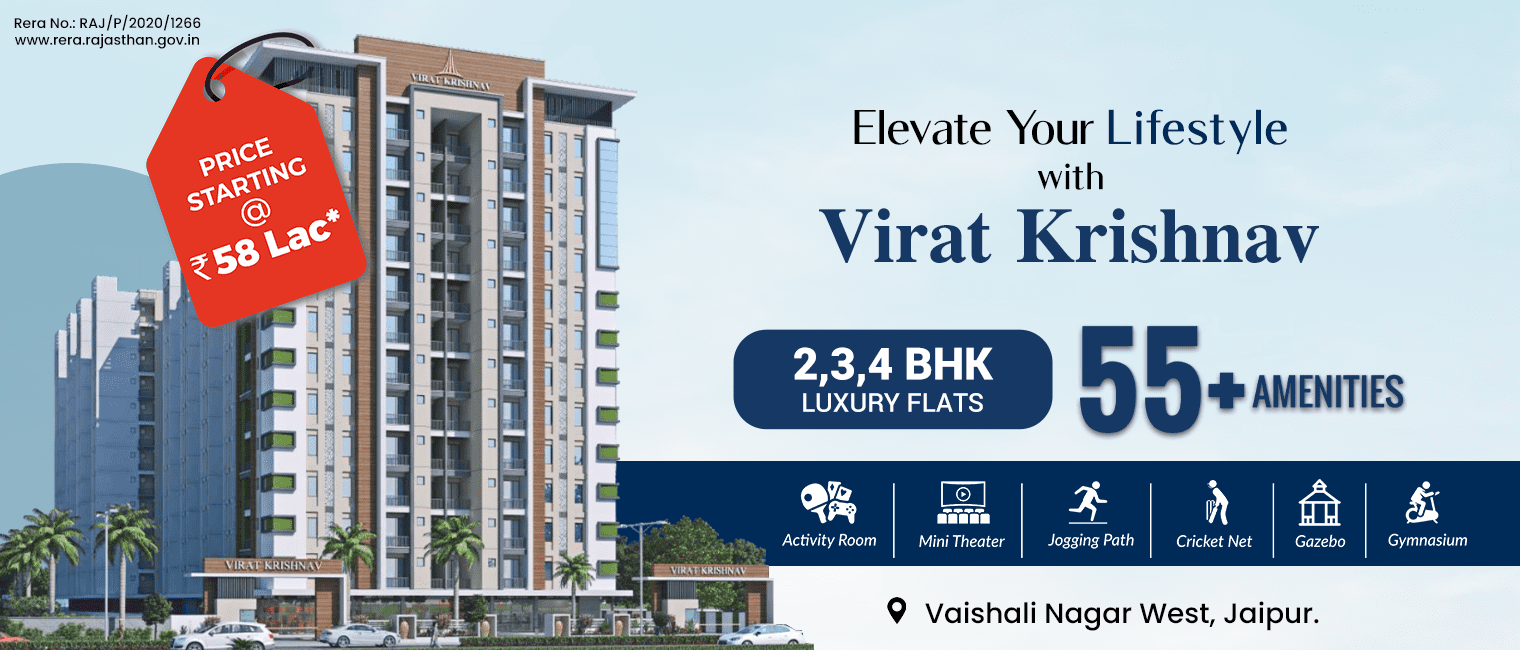 Rera No.: RAJ/P/2020/1266
www.rera.rajasthan.gov.in
PRICE
STARTING
@
₹58 Lac*
VIRAT KRISHNAV
VIRAT KRISHNAV
VIRAT KRISHNAV
Elevate Your Lifestyle
with
Virat Krishnav
2,3,4 BHK
LUXURY FLATS
55+ AMENITIES
Activity Room
Mini Theater
Jogging Path
Cricket Net
Gazebo
Gymnasium
Vaishali Nagar West, Jaipur.